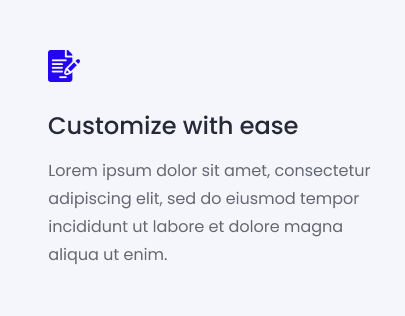 Customize with ease
Lorem ipsum dolor sit amet, consectetur
adipiscing elit, sed do eiusmod tempor
incididunt ut labore et dolore magna
aliqua ut enim.